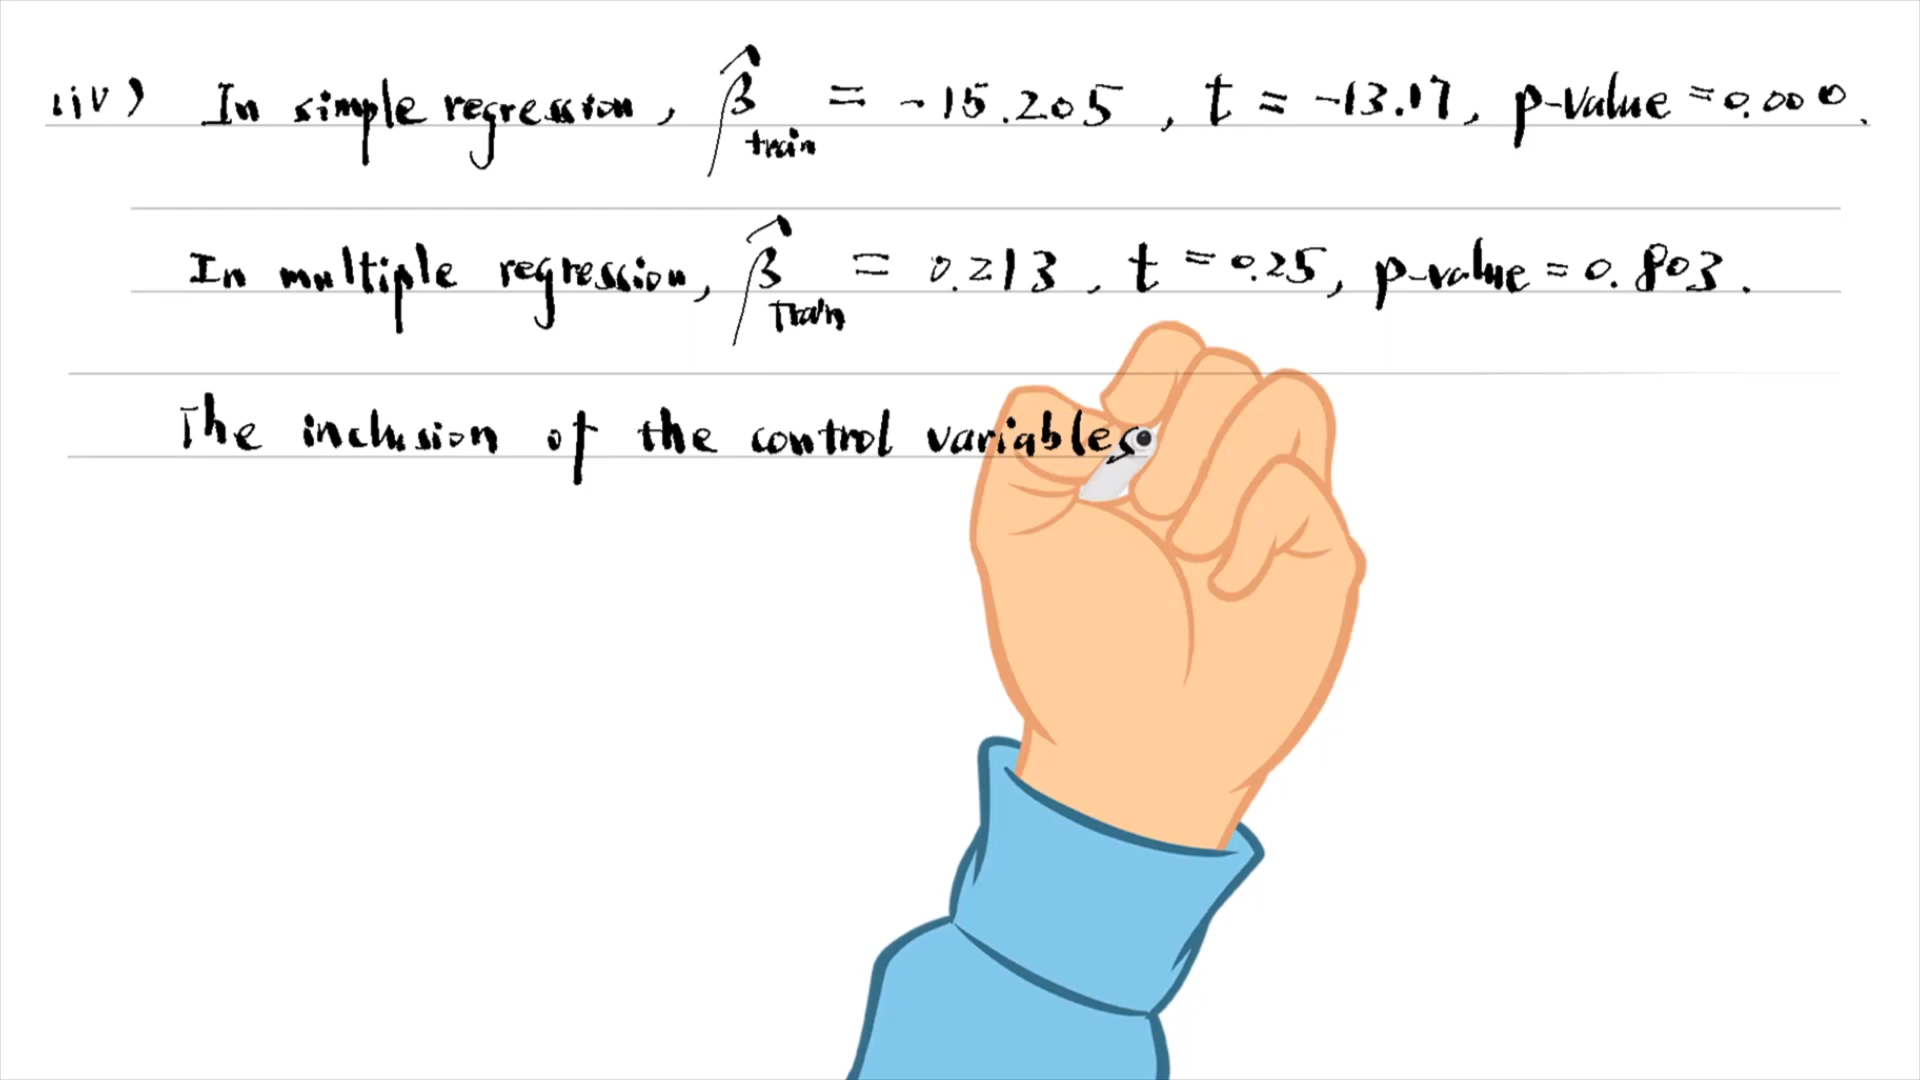 (iv) In simple regression, β̂train = -15.205, t = -13.17, p-value = 0.000.
In multiple regression, β̂Train = 0.213, t = 0.25, p-value = 0.803.
The inclusion of the control variables